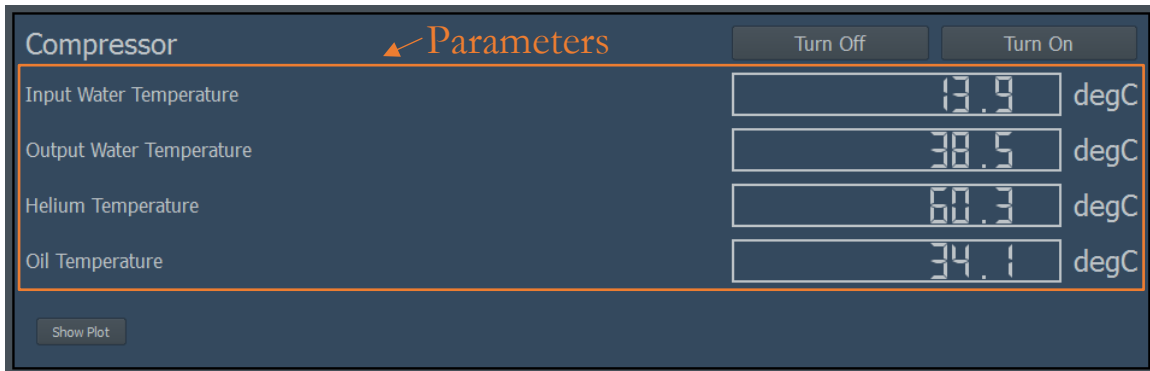 Compressor Parameters Turn Off Turn On
Input Water Temperature 13.9 degC
Output Water Temperature 38.5 degC
Helium Temperature 60.3 degC
Oil Temperature 34.1 degC
Show Plot